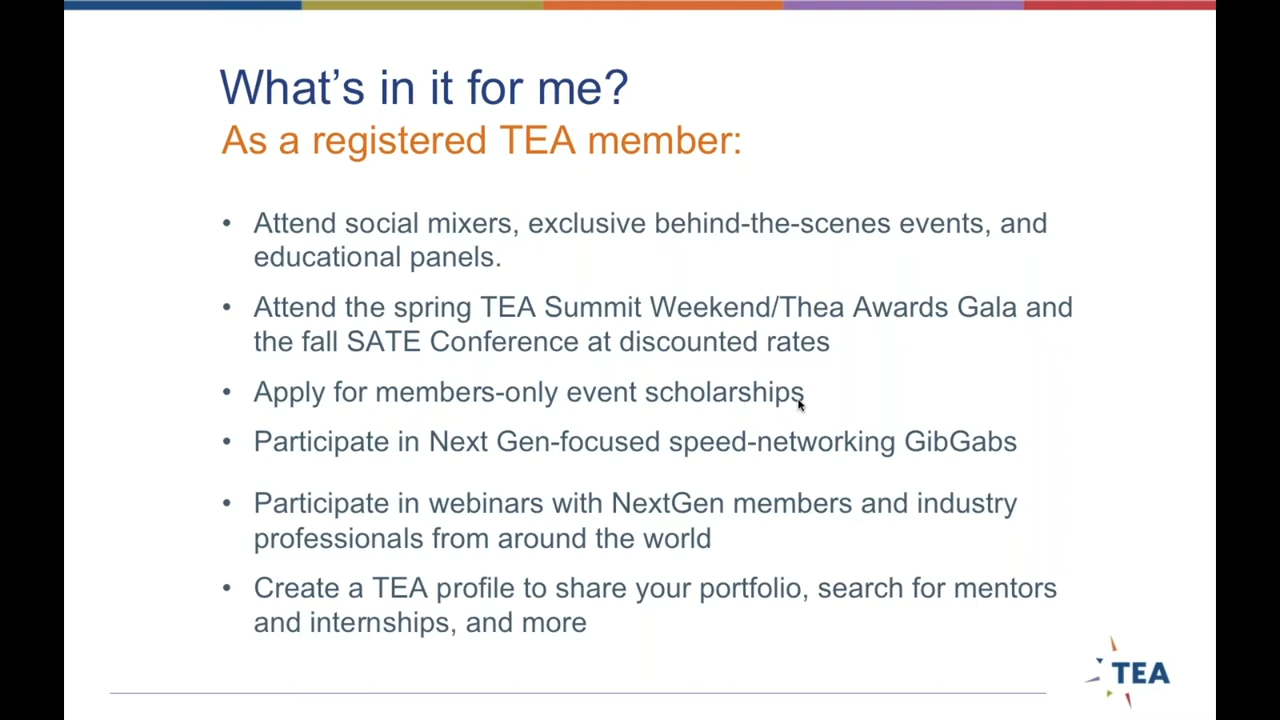 What's in it for me?
As a registered TEA member:
• Attend social mixers, exclusive behind-the-scenes events, and
educational panels.
• Attend the spring TEA Summit Weekend/Thea Awards Gala and
the fall SATE Conference at discounted rates
• Apply for members-only event scholarships
• Participate in Next Gen-focused speed-networking GibGabs
• Participate in webinars with NextGen members and industry
professionals from around the world
• Create a TEA profile to share your portfolio, search for mentors
and internships, and more
TEA